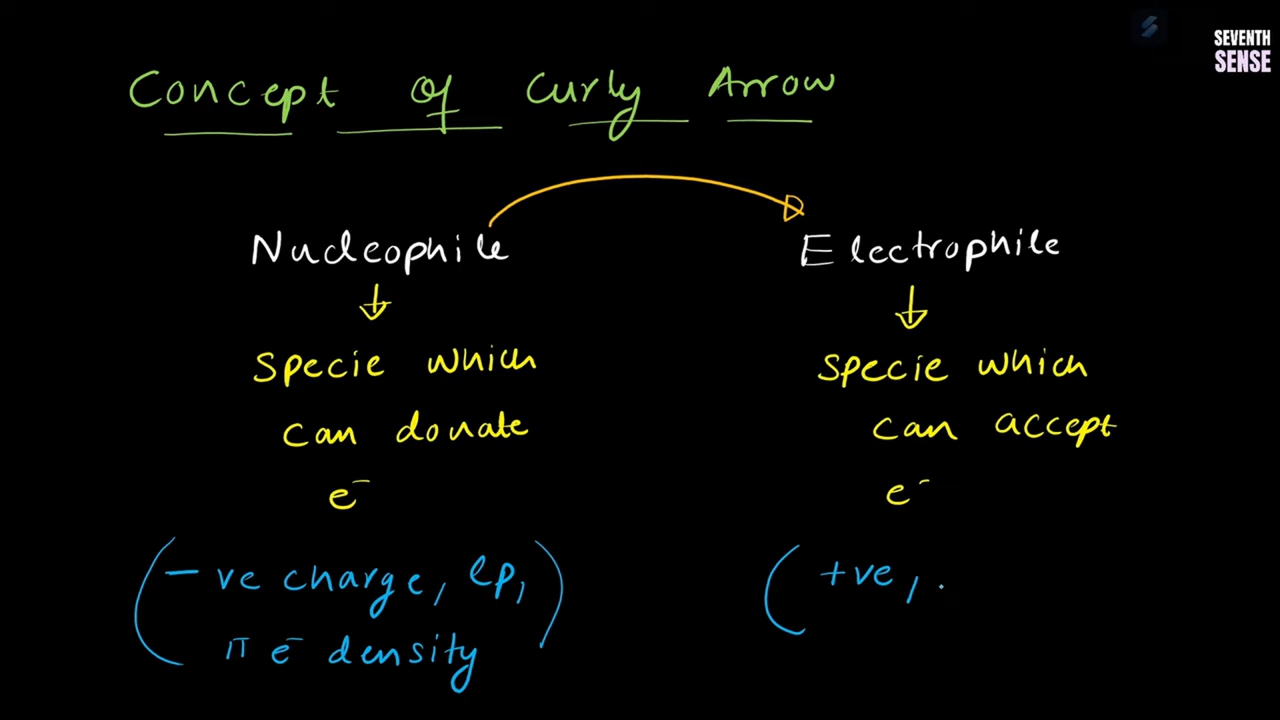 SEVENTH
SENSE
Concept of Curly Arrow
Nucleophile
Electrophile
Specie which
can donate
e⁻
Specie which
can accept
e⁻
(-ve charge, lp,
π e⁻ density)
(+ve, .